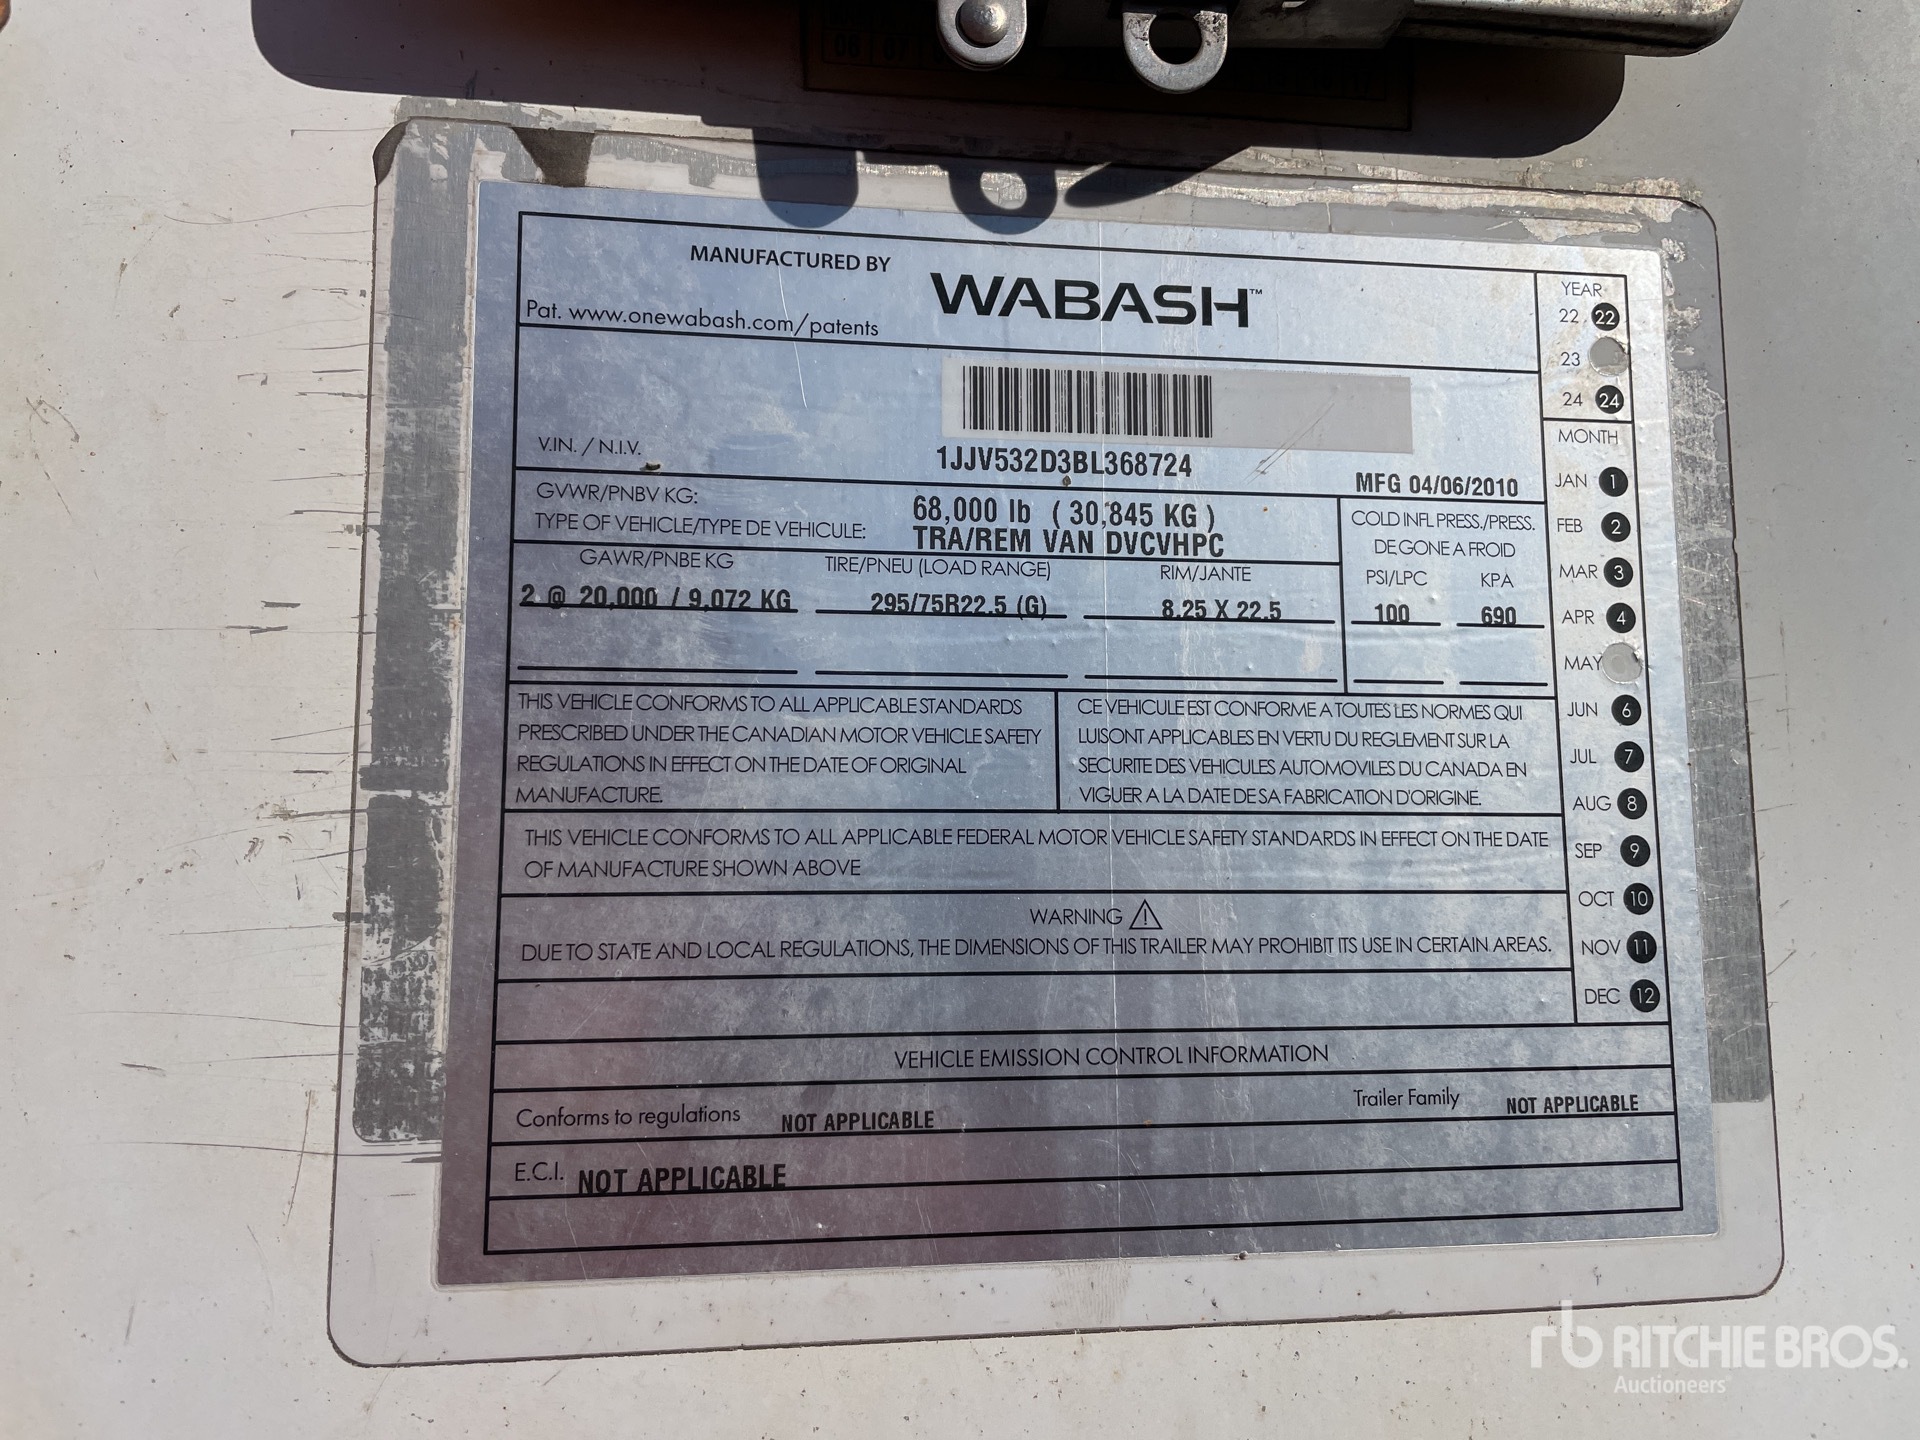 06 07
MANUFACTURED BY
WABASH™
Pat. www.onewabash.com/patents
V.IN. / N.I.V.
1JJV532D3BL368724
MFG 04/06/2010
GVWR/PNBV KG:
68,000 lb ( 30,845 KG )
TYPE OF VEHICLE/TYPE DE VEHICULE:
TRA/REM VAN DVCVHPC
COLD INFL PRESS./PRESS.
DE GONE A FROID
GAWR/PNBE KG
TIRE/PNEU (LOAD RANGE)
RIM/JANTE
PSI/LPC
KPA
2 @ 20,000 / 9,072 KG
295/75R22.5 (G)
8.25 X 22.5
100
690
THIS VEHICLE CONFORMS TO ALL APPLICABLE STANDARDS
PRESCRIBED UNDER THE CANADIAN MOTOR VEHICLE SAFETY
REGULATIONS IN EFFECT ON THE DATE OF ORIGINAL
MANUFACTURE.
CE VEHICULE EST CONFORME A TOUTES LES NORMES QUI
LUISONT APPLICABLES EN VERTU DU REGLEMENT SUR LA
SECURITE DES VEHICULES AUTOMOVILES DU CANADA EN
VIGUER A LA DATE DE SA FABRICATION D'ORIGINE.
THIS VEHICLE CONFORMS TO ALL APPLICABLE FEDERAL MOTOR VEHICLE SAFETY STANDARDS IN EFFECT ON THE DATE
OF MANUFACTURE SHOWN ABOVE
WARNING
DUE TO STATE AND LOCAL REGULATIONS, THE DIMENSIONS OF THIS TRAILER MAY PROHIBIT ITS USE IN CERTAIN AREAS.
VEHICLE EMISSION CONTROL INFORMATION
Conforms to regulations NOT APPLICABLE
Trailer Family NOT APPLICABLE
E.C.I. NOT APPLICABLE
YEAR
22 22
23
24 24
MONTH
JAN 1
FEB 2
MAR 3
APR 4
MAY
JUN 6
JUL 7
AUG 8
SEP 9
OCT 10
NOV 11
DEC 12
rb RITCHIE BROS.
Auctioneers